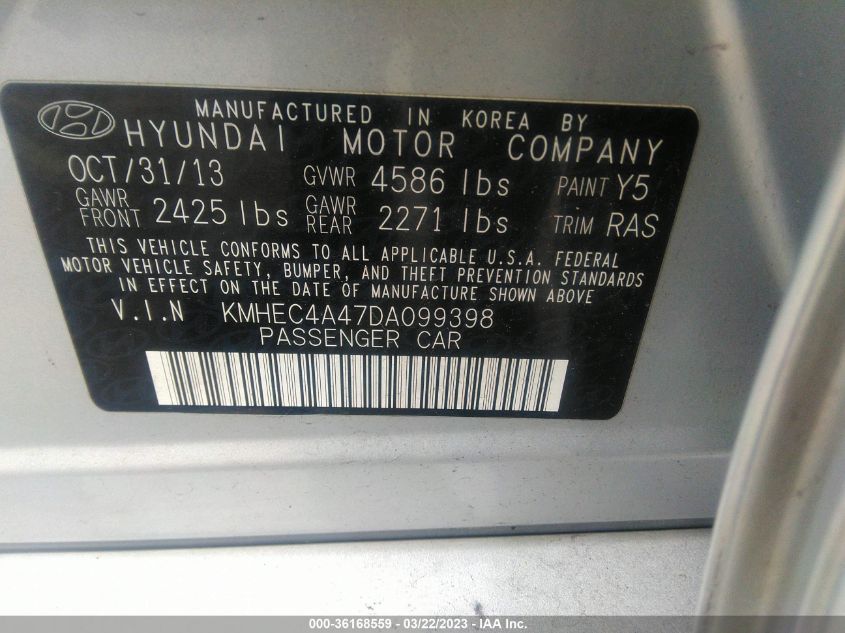 MANUFACTURED IN KOREA BY
HYUNDAI MOTOR COMPANY
OCT/31/13 GVWR 4586 lbs PAINT Y5
GAWR FRONT 2425 lbs GAWR REAR 2271 lbs TRIM RAS
THIS VEHICLE CONFORMS TO ALL APPLICABLE U.S.A. FEDERAL
MOTOR VEHICLE SAFETY, BUMPER, AND THEFT PREVENTION STANDARDS
IN EFFECT ON THE DATE OF MANUFACTURE SHOWN ABOVE
V.I.N KMHEC4A47DA099398
PASSENGER CAR
000-36168559 — 03/22/2023 — IAA Inc.